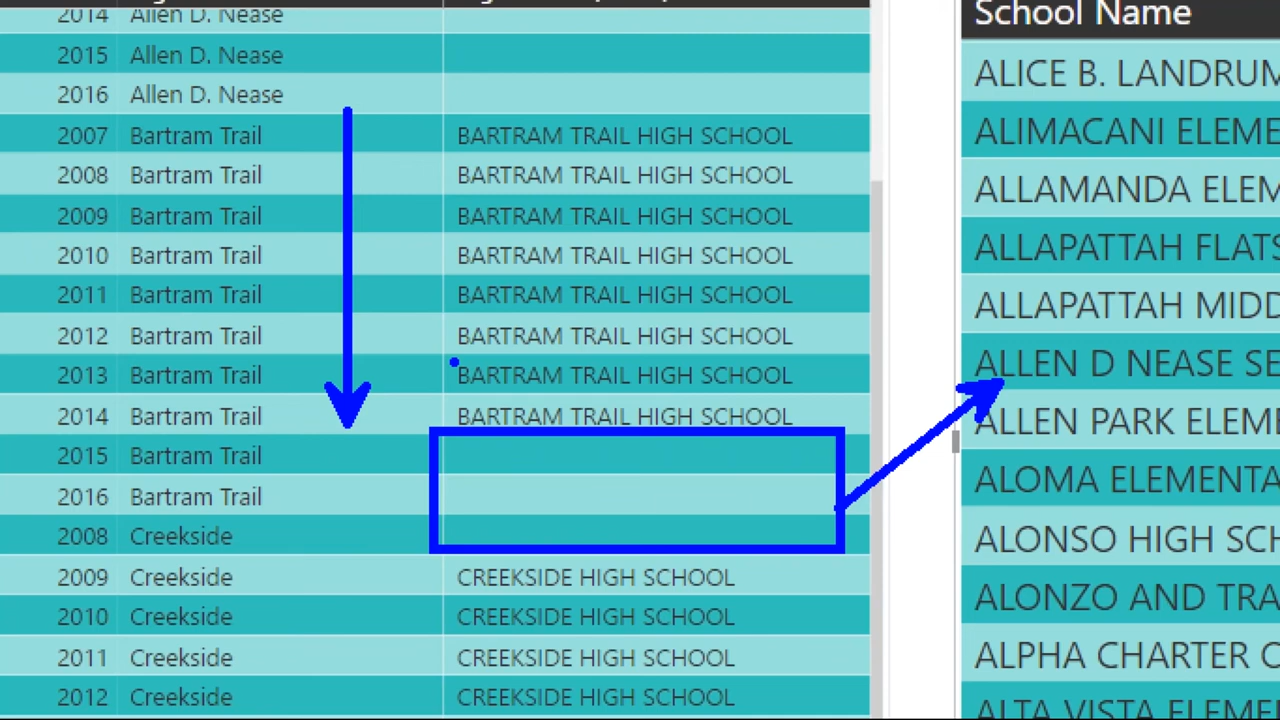 2014 Allen D. Nease
2015 Allen D. Nease
2016 Allen D. Nease
2007 Bartram Trail BARTRAM TRAIL HIGH SCHOOL
2008 Bartram Trail BARTRAM TRAIL HIGH SCHOOL
2009 Bartram Trail BARTRAM TRAIL HIGH SCHOOL
2010 Bartram Trail BARTRAM TRAIL HIGH SCHOOL
2011 Bartram Trail BARTRAM TRAIL HIGH SCHOOL
2012 Bartram Trail BARTRAM TRAIL HIGH SCHOOL
2013 Bartram Trail BARTRAM TRAIL HIGH SCHOOL
2014 Bartram Trail BARTRAM TRAIL HIGH SCHOOL
2015 Bartram Trail
2016 Bartram Trail
2008 Creekside
2009 Creekside CREEKSIDE HIGH SCHOOL
2010 Creekside CREEKSIDE HIGH SCHOOL
2011 Creekside CREEKSIDE HIGH SCHOOL
2012 Creekside CREEKSIDE HIGH SCHOOL
School Name
ALICE B. LANDRUM
ALIMACANI ELEME
ALLAMANDA ELEM
ALLAPATTAH FLATS
ALLAPATTAH MIDD
ALLEN D NEASE SE
ALLEN PARK ELEME
ALOMA ELEMENTA
ALONSO HIGH SCH
ALONZO AND TRA
ALPHA CHARTER O
ALTA VISTA ELEME